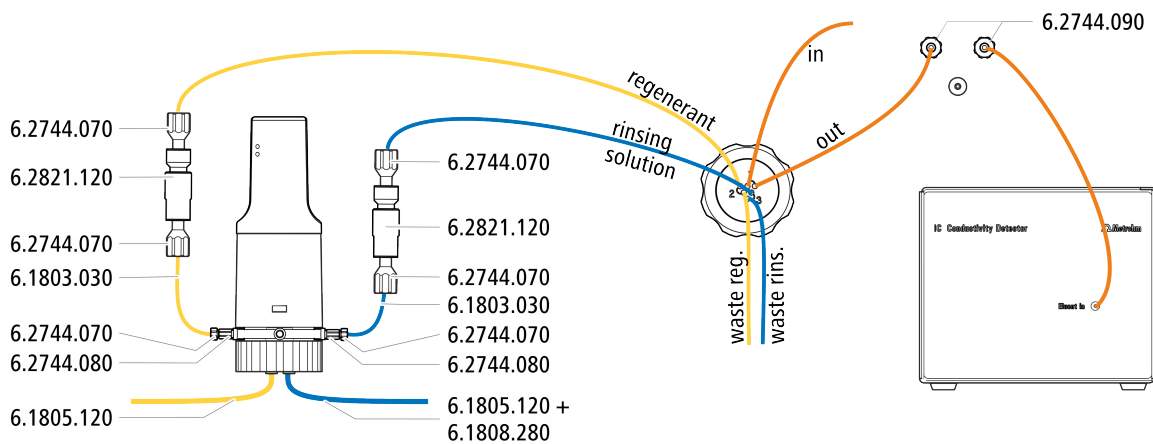 6.2744.070
6.2821.120
6.2744.070
6.1803.030
6.2744.070
6.2744.080
6.1805.120
6.2744.070
6.2821.120
6.2744.070
6.1803.030
6.2744.070
6.2744.080
6.1805.120 +
6.1808.280
regenerant
rinsing
solution
in
out
1
2
3
waste reg.
waste rins.
6.2744.090
IC Conductivity Detector
Metrohm
Eluent in